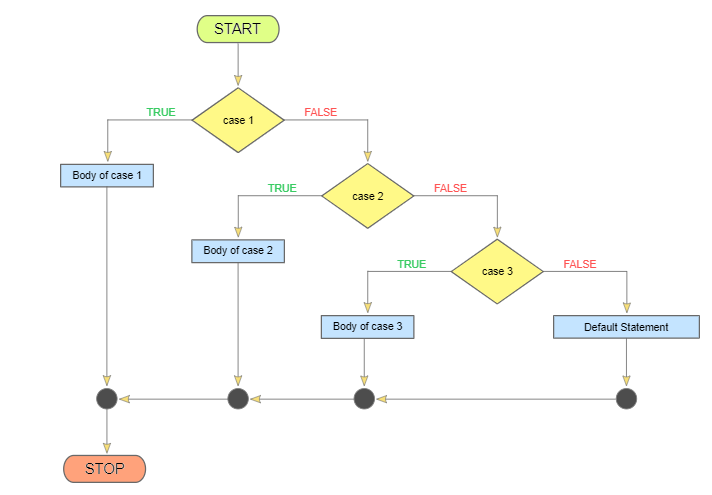 START
TRUE
FALSE
case 1
Body of case 1
TRUE
FALSE
case 2
Body of case 2
TRUE
FALSE
case 3
Body of case 3
Default Statement
STOP